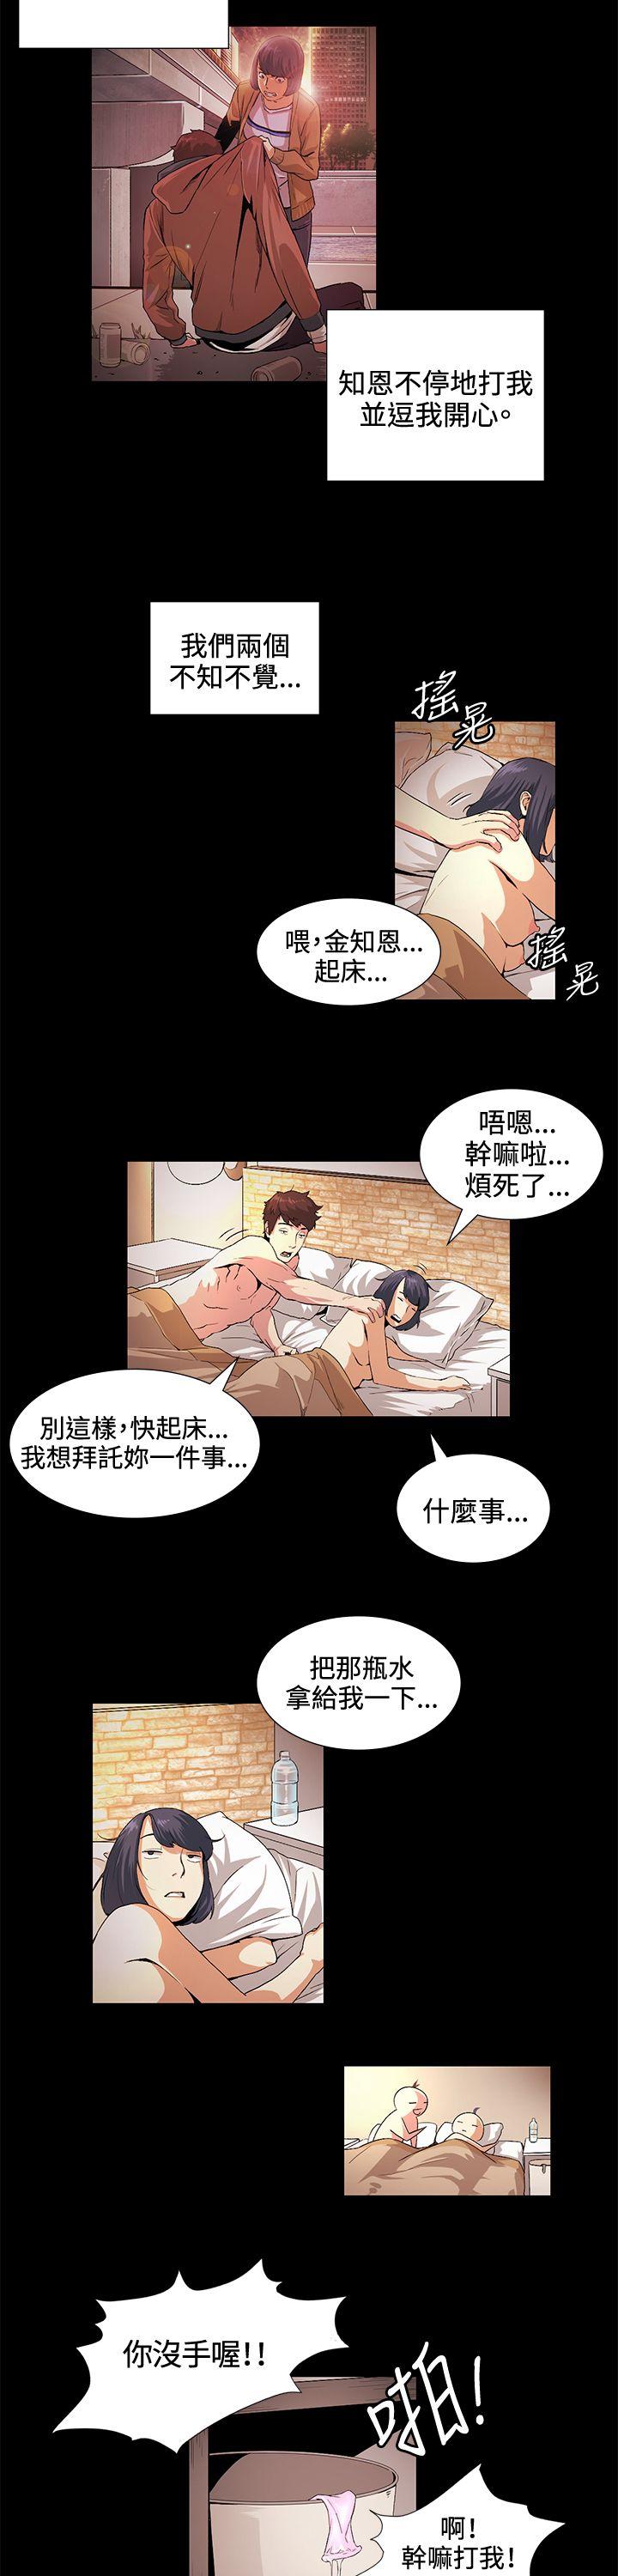 知恩不停地打我
並逗我開心。
我們兩個
不知不覺...
搖晃
喂,金知恩...
起床...
搖晃
唔嗯...
幹嘛啦...
煩死了...
別這樣,快起床...
我想拜託妳一件事...
什麼事...
把那瓶水
拿給我一下...
你沒手喔!!
啪!
啊!
幹嘛打我!